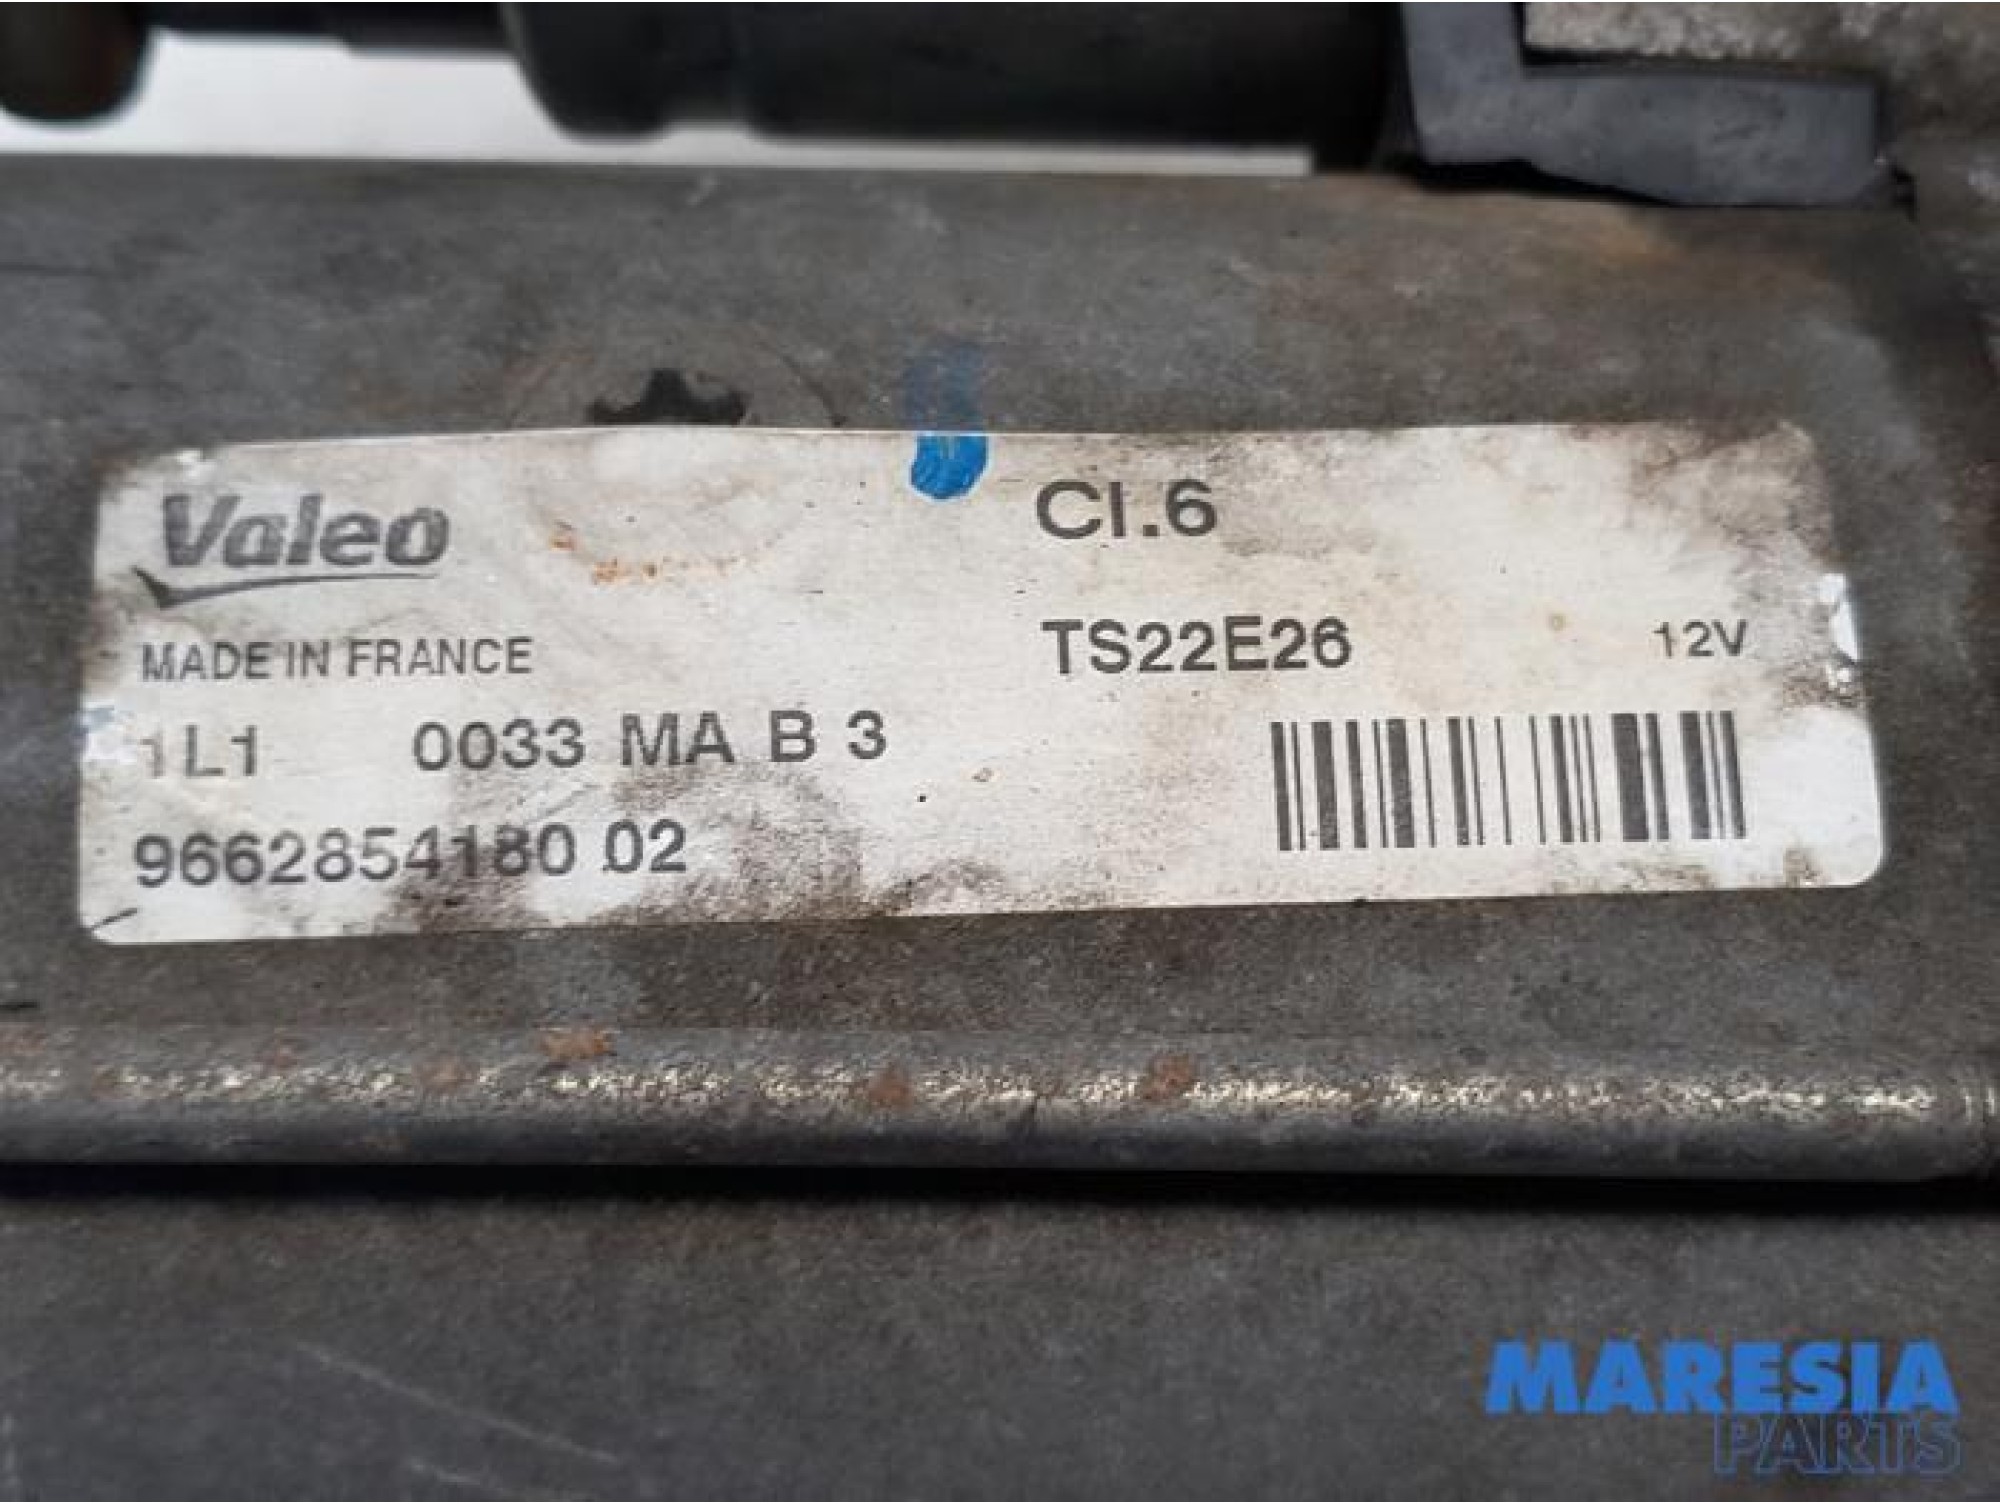 Valeo
Cl.6
MADE IN FRANCE
TS22E26
12V
1L1 0033 MA B 3
9662854180 02
MARESIA
PARTS